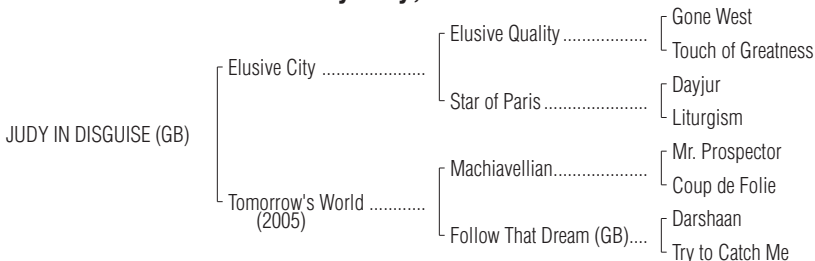 Gone West
Elusive Quality ..................
Touch of Greatness
Elusive City ......................
Dayjur
Star of Paris ......................
Liturgism
JUDY IN DISGUISE (GB)
Mr. Prospector
Machiavellian....................
Coup de Folie
Tomorrow's World ............
(2005)
Darshaan
Follow That Dream (GB)....
Try to Catch Me